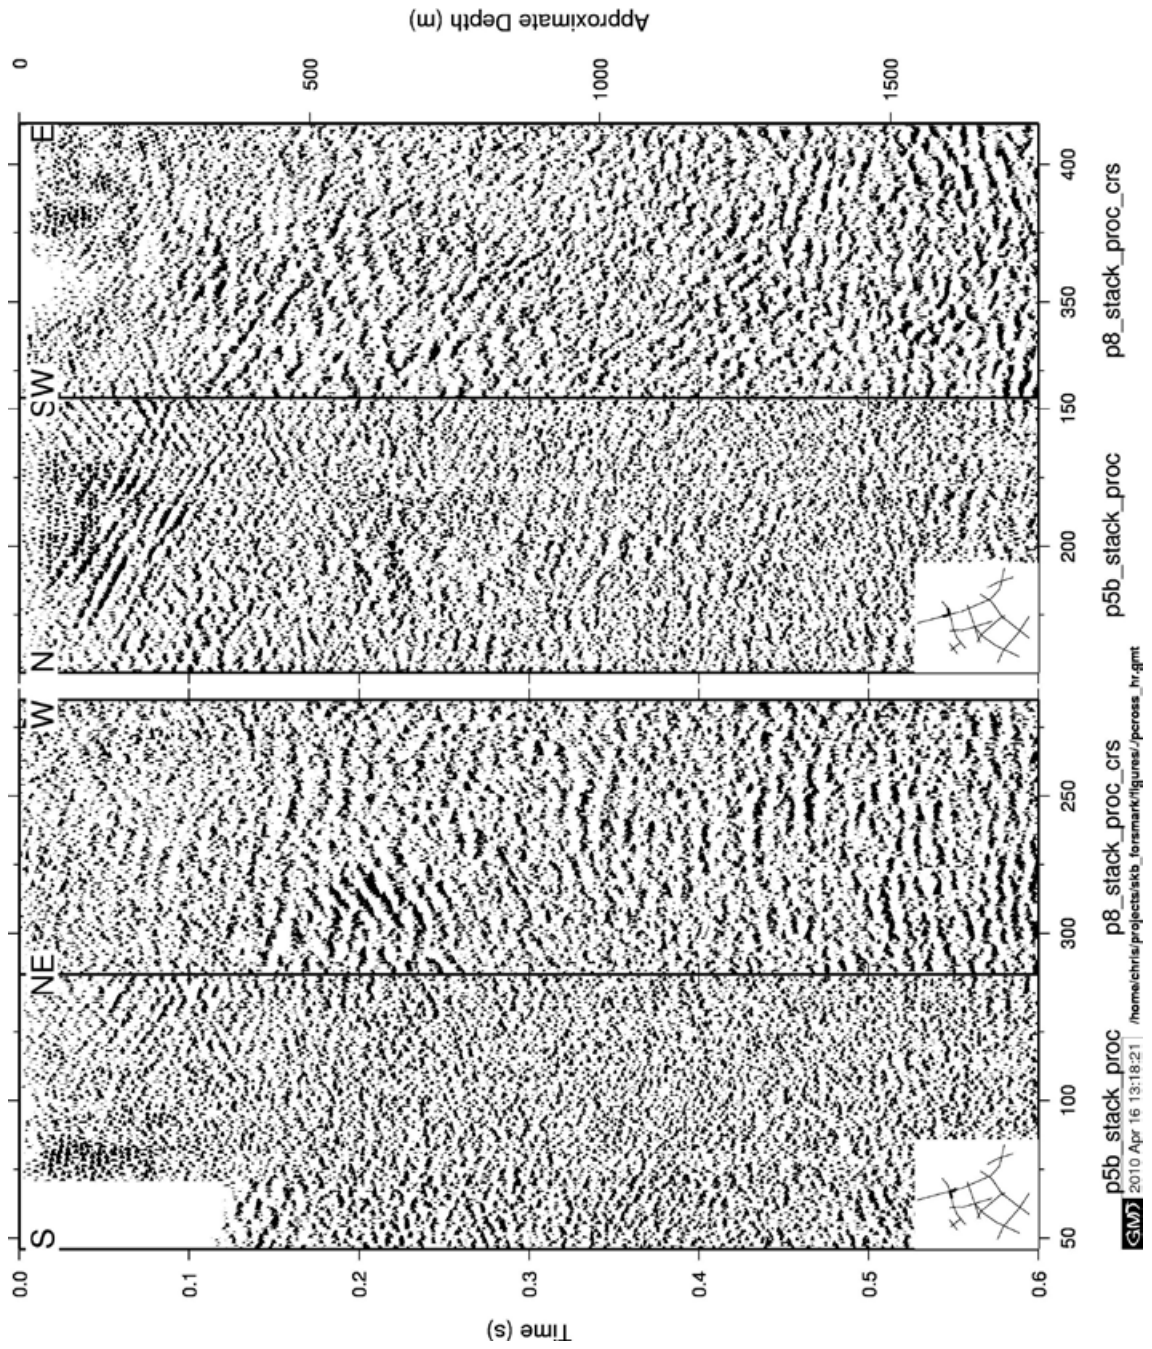 Approximate Depth (m)
0
500
1000
1500
S
NE
W
N
SW
E
0.0
0.1
0.2
0.3
0.4
0.5
0.6
Time (s)
50
100
300
250
200
150
350
400
p5b_stack_proc
p8_stack_proc_crs
p5b_stack_proc
p8_stack_proc_crs
GMD 2010 Apr 16 13:18:21 /home/chris/projects/skb_forsmark/figures/pcross_hr.gmt